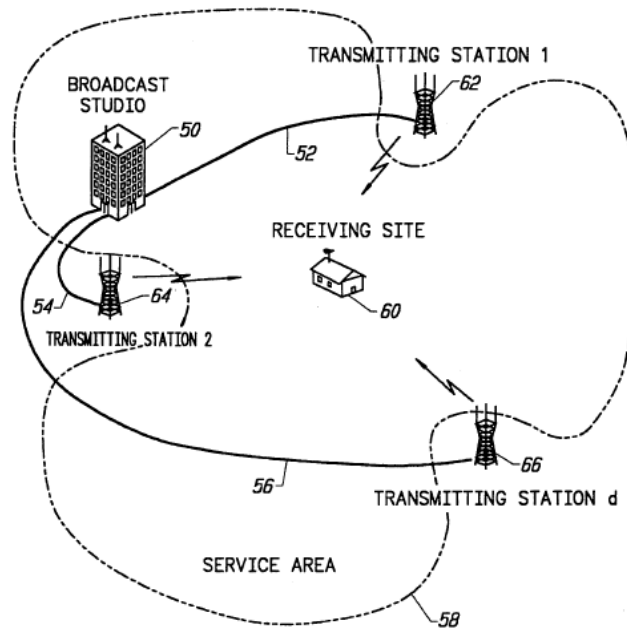 TRANSMITTING STATION 1
62
BROADCAST
STUDIO
50
52
RECEIVING SITE
60
54
64
TRANSMITTING STATION 2
66
56
TRANSMITTING STATION d
SERVICE AREA
58